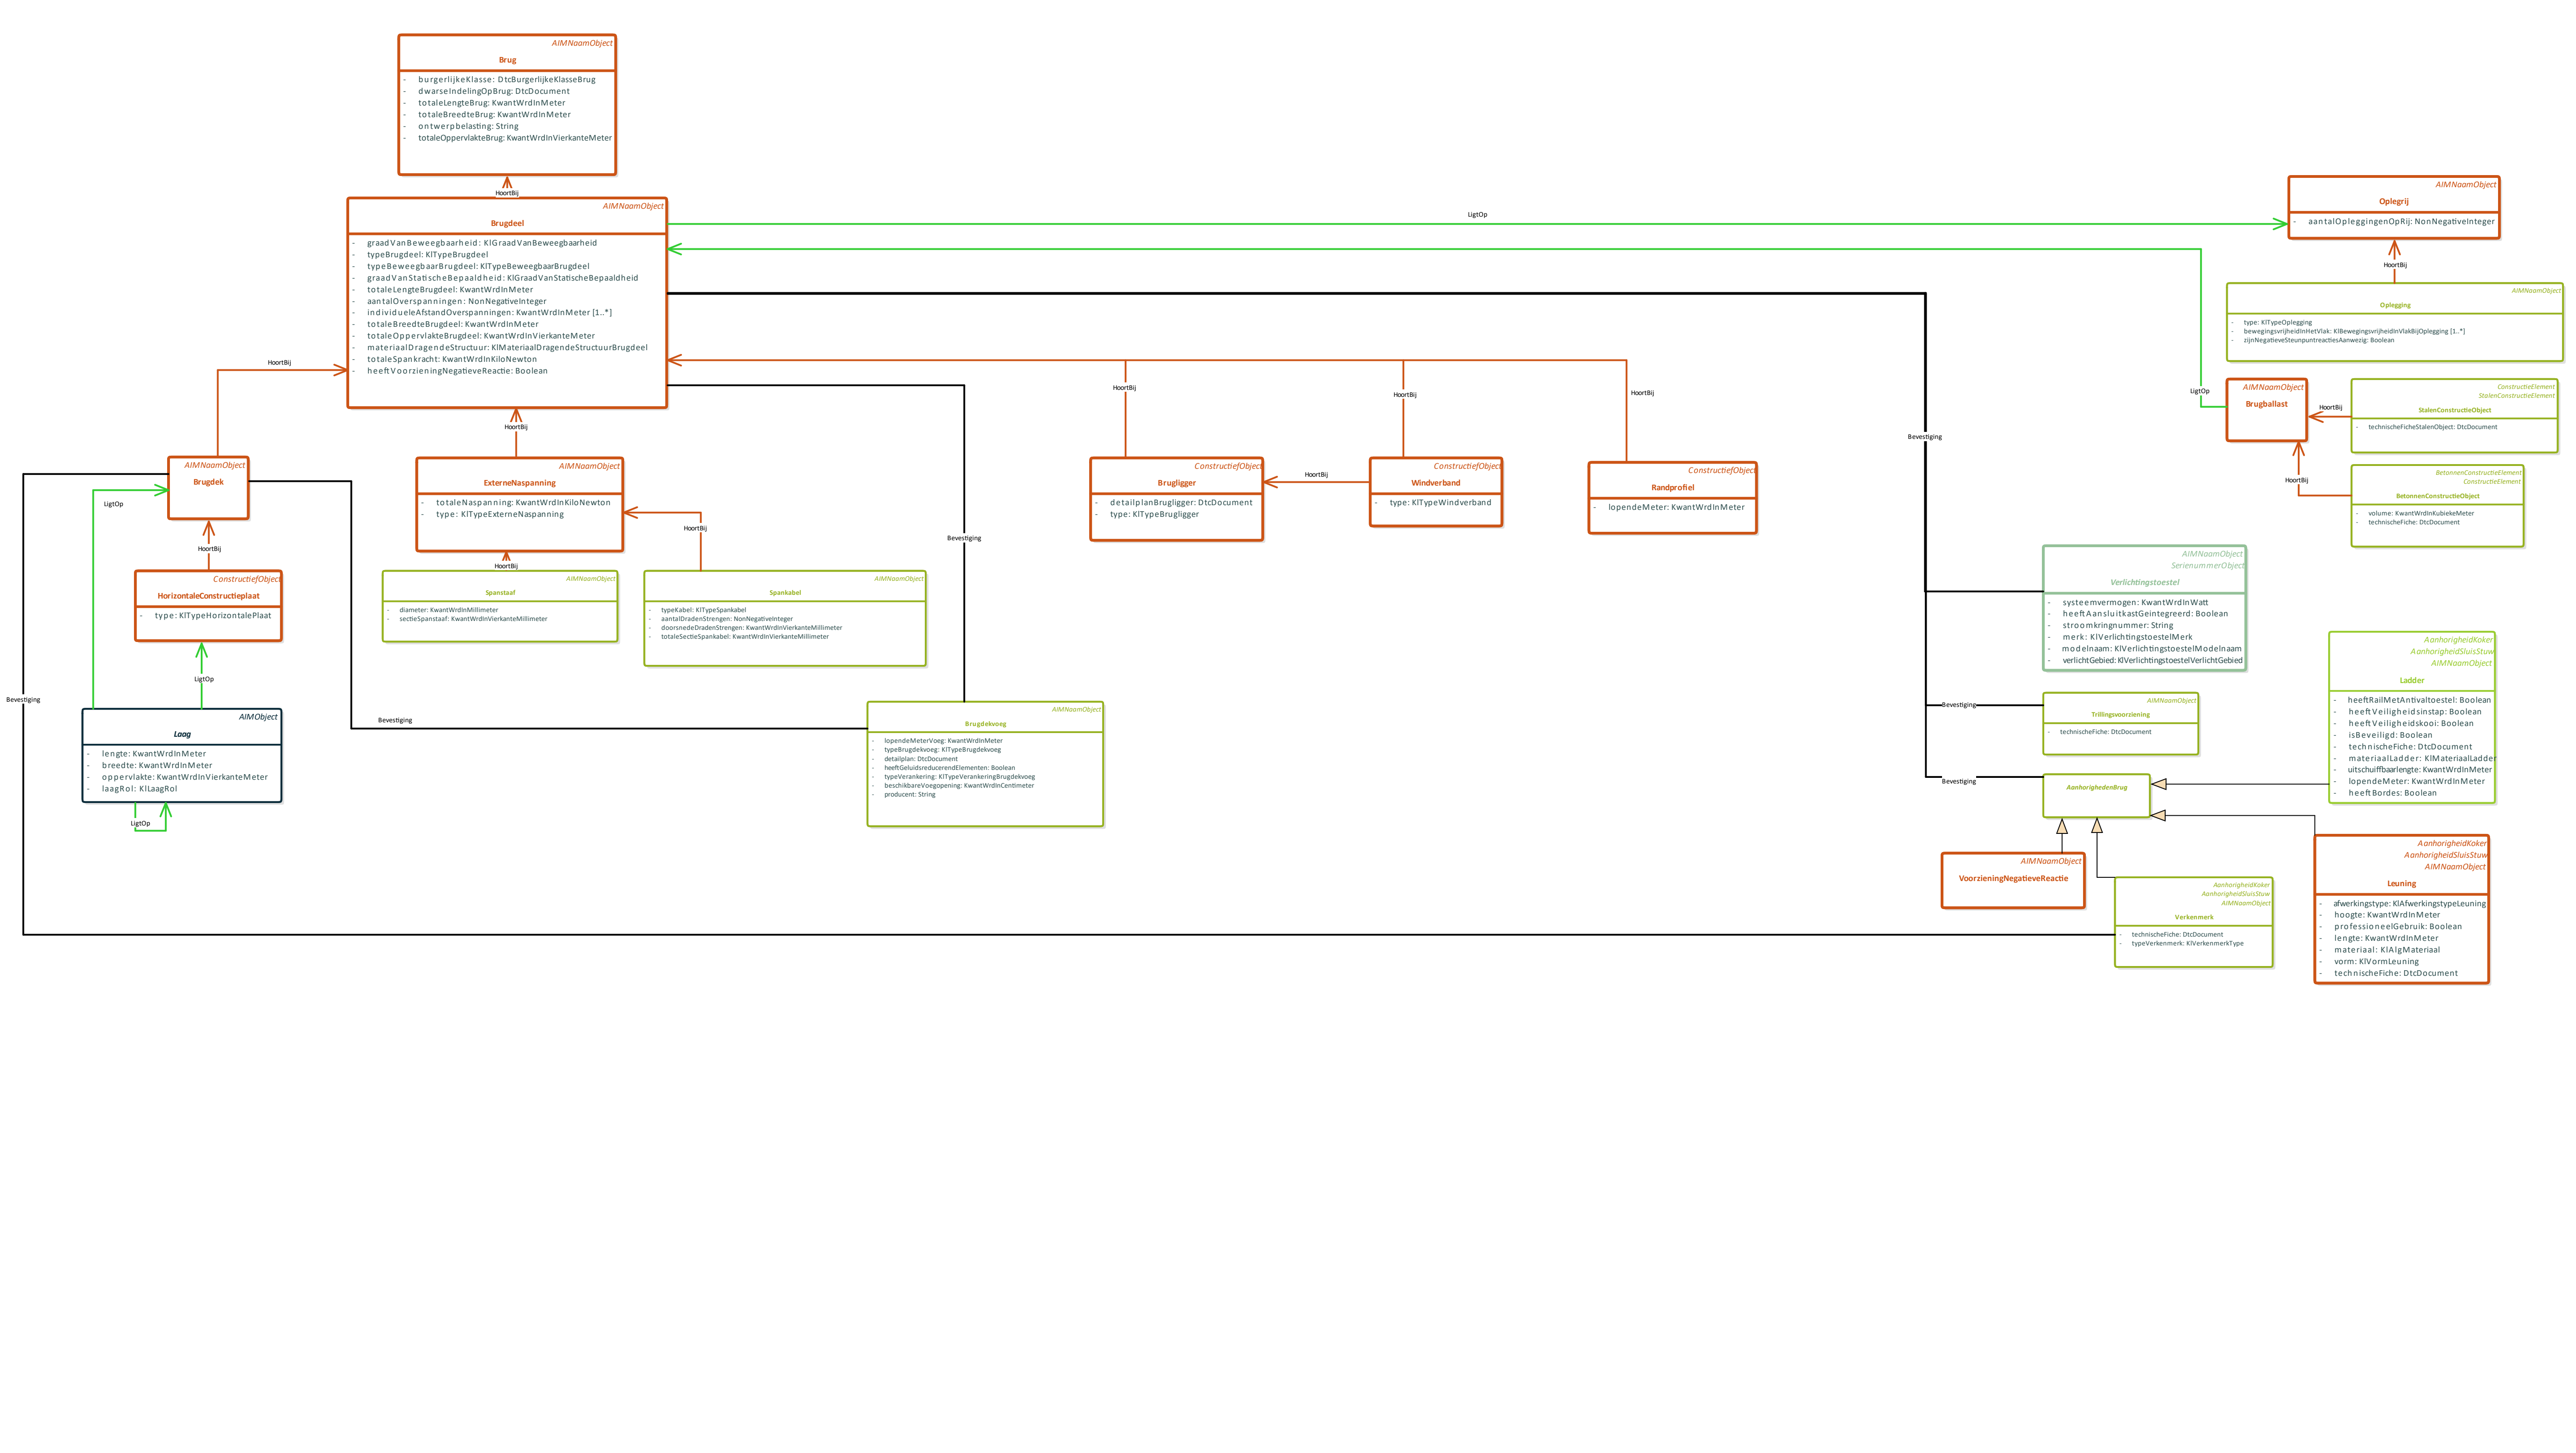 AIMNaamObject
Brug
- burgerlijkeKlasse: DtcBurgerlijkeKlasseBrug
- dwarseIndelingOpBrug: DtcDocument
- totaleLengteBrug: KwantWrdInMeter
- totaleBreedteBrug: KwantWrdInMeter
- ontwerpbelasting: String
- totaleOppervlakteBrug: KwantWrdInVierkanteMeter
HoortBij
AIMNaamObject
Brugdeel
- graadVanBeweegbaarheid: KlGraadVanBeweegbaarheid
- typeBrugdeel: KlTypeBrugdeel
- typeBeweegbaarBrugdeel: KlTypeBeweegbaarBrugdeel
- graadVanStatischeBepaaldheid: KlGraadVanStatischeBepaaldheid
- totaleLengteBrugdeel: KwantWrdInMeter
- aantalOverspanningen: NonNegativeInteger
- individueleAfstandOverspanningen: KwantWrdInMeter [1..*]
- totaleBreedteBrugdeel: KwantWrdInMeter
- totaleOppervlakteBrugdeel: KwantWrdInVierkanteMeter
- materiaalDragendeStructuur: KlMateriaalDragendeStructuurBrugdeel
- totaleSpankracht: KwantWrdInKiloNewton
- heeftVoorzieningNegatieveReactie: Boolean
LigtOp
AIMNaamObject
Oplegrij
- aantalOpleggingenOpRij: NonNegativeInteger
HoortBij
AIMNaamObject
Oplegging
- type: KlTypeOplegging
- bewegingsvrijheidInHetVlak: KlBewegingsvrijheidInVlakBijOplegging [1..*]
- zijnNegatieveSteunpuntreactiesAanwezig: Boolean
LigtOp
AIMNaamObject
Brugballast
HoortBij
ConstructieElement
StalenConstructieElement
StalenConstructieObject
- technischeFicheStalenObject: DtcDocument
HoortBij
BetonnenConstructieElement
ConstructieElement
BetonnenConstructieObject
- volume: KwantWrdInKubiekeMeter
- technischeFiche: DtcDocument
HoortBij
HoortBij
HoortBij
HoortBij
HoortBij
Bevestiging
AIMNaamObject
Brugdek
LigtOp
HoortBij
AIMNaamObject
ExterneNaspanning
- totaleNaspanning: KwantWrdInKiloNewton
- type: KlTypeExterneNaspanning
HoortBij
HoortBij
ConstructiefObject
Brugligger
- detailplanBrugligger: DtcDocument
- type: KlTypeBrugligger
HoortBij
ConstructiefObject
Windverband
- type: KlTypeWindverband
ConstructiefObject
Randprofiel
- lopendeMeter: KwantWrdInMeter
Bevestiging
ConstructiefObject
HorizontaleConstructieplaat
- type: KlTypeHorizontalePlaat
LigtOp
AIMNaamObject
Spanstaaf
- diameter: KwantWrdInMillimeter
- sectieSpanstaaf: KwantWrdInVierkanteMillimeter
AIMNaamObject
Spankabel
- typeKabel: KlTypeSpankabel
- aantalDradenStrengen: NonNegativeInteger
- doorsnedeDradenStrengen: KwantWrdInVierkanteMillimeter
- totaleSectieSpankabel: KwantWrdInVierkanteMillimeter
AIMNaamObject
SerienummerObject
Verlichtingstoestel
- systeemvermogen: KwantWrdInWatt
- heeftAansluitkastGeintegreerd: Boolean
- stroomkringnummer: String
- merk: KlVerlichtingstoestelMerk
- modelnaam: KlVerlichtingstoestelModelnaam
- verlichtGebied: KlVerlichtingstoestelVerlichtGebied
Bevestiging
AIMObject
Laag
- lengte: KwantWrdInMeter
- breedte: KwantWrdInMeter
- oppervlakte: KwantWrdInVierkanteMeter
- laagRol: KlLaagRol
LigtOp
Bevestiging
AIMNaamObject
Brugdekvoeg
- lopendeMeterVoeg: KwantWrdInMeter
- typeBrugdekvoeg: KlTypeBrugdekvoeg
- detailplan: DtcDocument
- heeftGeluidsreducerendElementen: Boolean
- typeVerankering: KlTypeVerankeringBrugdekvoeg
- beschikbareVoegopening: KwantWrdInCentimeter
- producent: String
Bevestiging
AIMNaamObject
Trillingsvoorziening
- technischeFiche: DtcDocument
Bevestiging
AanhorighedenBrug
AanhorigheidKoker
AanhorigheidSluisStuw
AIMNaamObject
Ladder
- heeftRailMetAntivaltoestel: Boolean
- heeftVeiligheidsinstap: Boolean
- heeftVeiligheidskooi: Boolean
- isBeveiligd: Boolean
- technischeFiche: DtcDocument
- materiaalLadder: KlMateriaalLadder
- uitschuifbaarlengte: KwantWrdInMeter
- lopendeMeter: KwantWrdInMeter
- heeftBordes: Boolean
AIMNaamObject
VoorzieningNegatieveReactie
AanhorigheidKoker
AanhorigheidSluisStuw
AIMNaamObject
Verkenmerk
- technischeFiche: DtcDocument
- typeVerkenmerk: KlVerkenmerkType
AanhorigheidKoker
AanhorigheidSluisStuw
AIMNaamObject
Leuning
- afwerkingstype: KlAfwerkingstypeLeuning
- hoogte: KwantWrdInMeter
- professioneelGebruik: Boolean
- lengte: KwantWrdInMeter
- materiaal: KlAlgMateriaal
- vorm: KlVormLeuning
- technischeFiche: DtcDocument